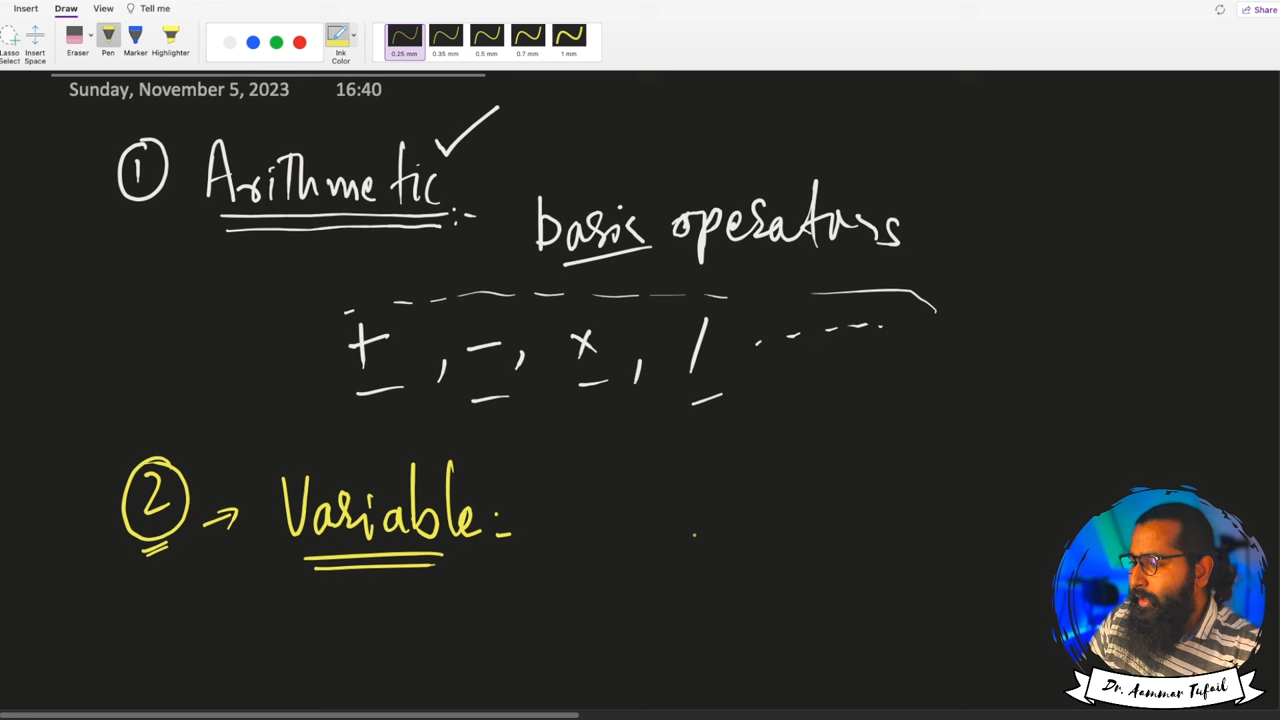 Insert Draw View Tell me
Share
Lasso Select
Insert Space
Eraser
Pen
Marker
Highlighter
Ink Color
0.25 mm
0.35 mm
0.5 mm
0.7 mm
1 mm
Sunday, November 5, 2023 16:40
1 Arithmetic :-
basic operators
+ , - , × , / ......
2 → Variable :-
Dr. Aammar Tufail